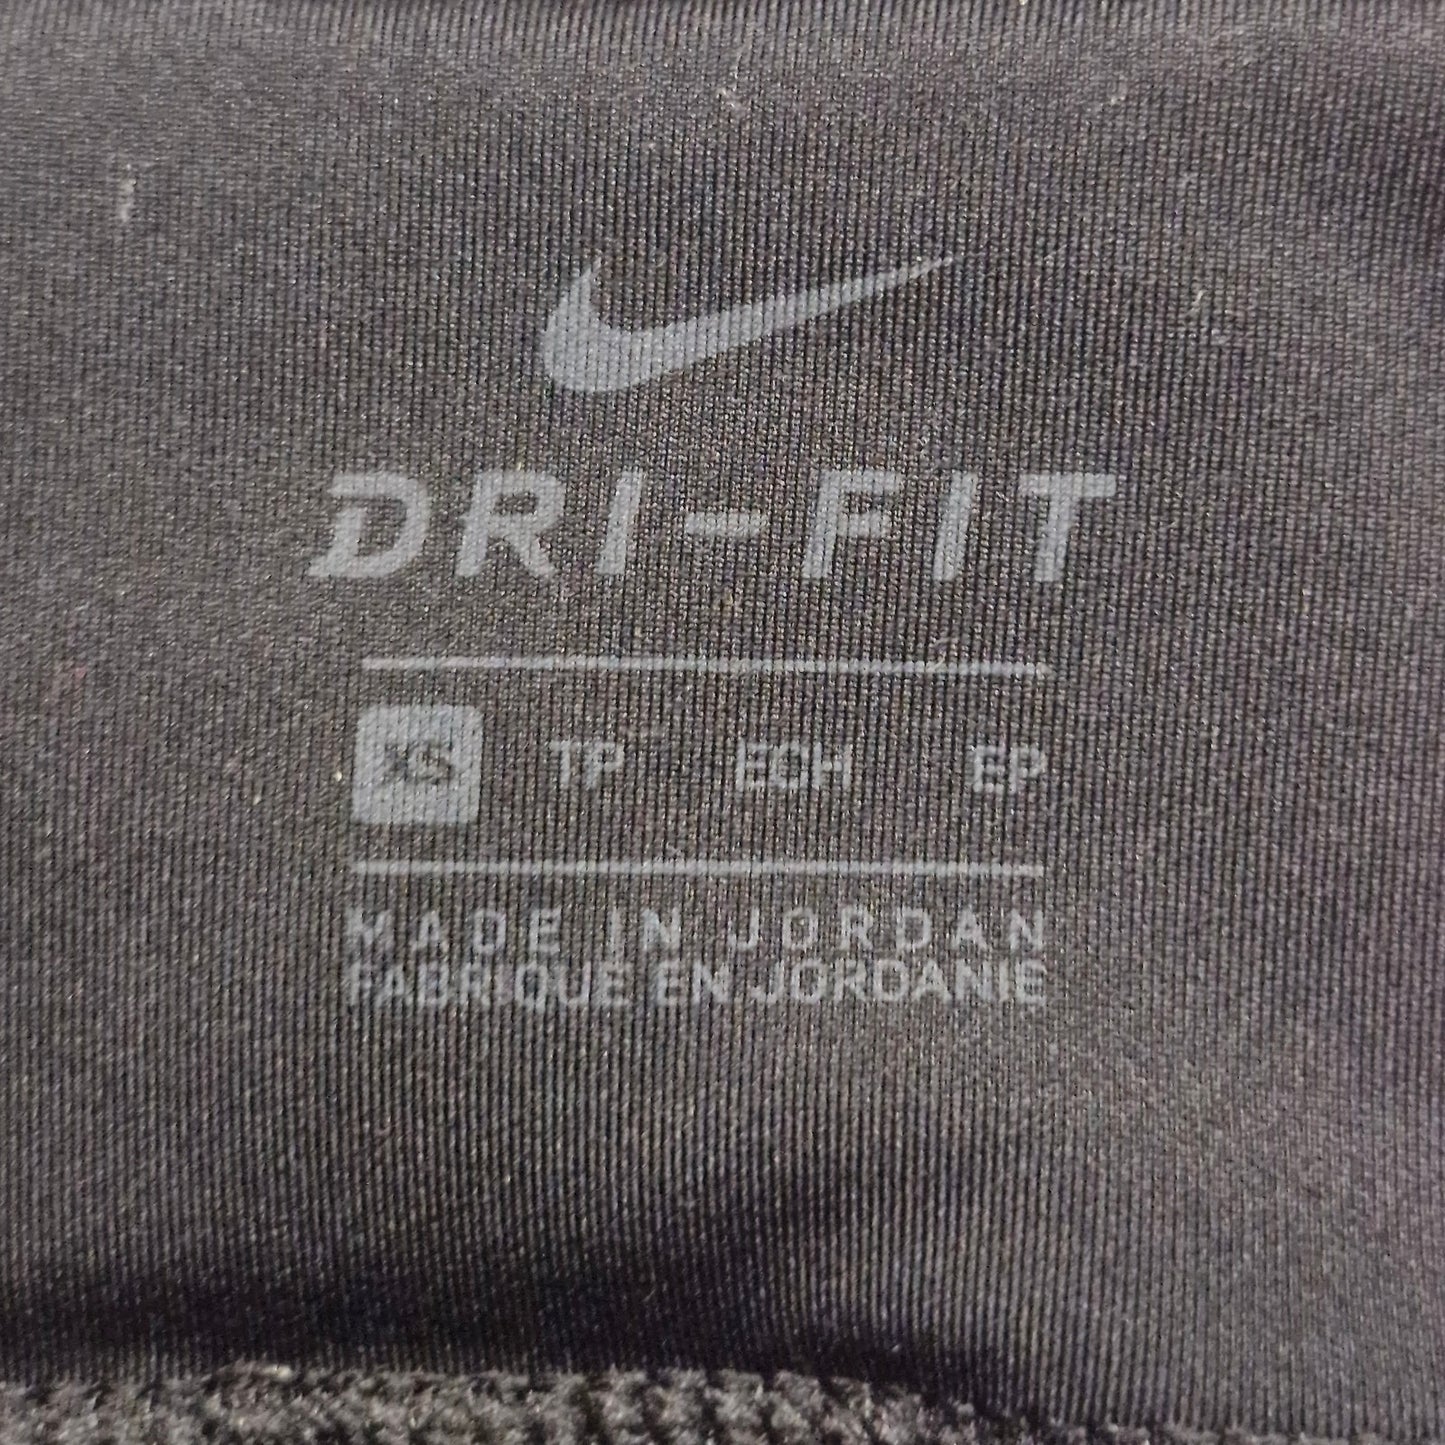 DRI-FIT
XS TP ECH EP
MADE IN JORDAN
FABRIQUE EN JORDANIE